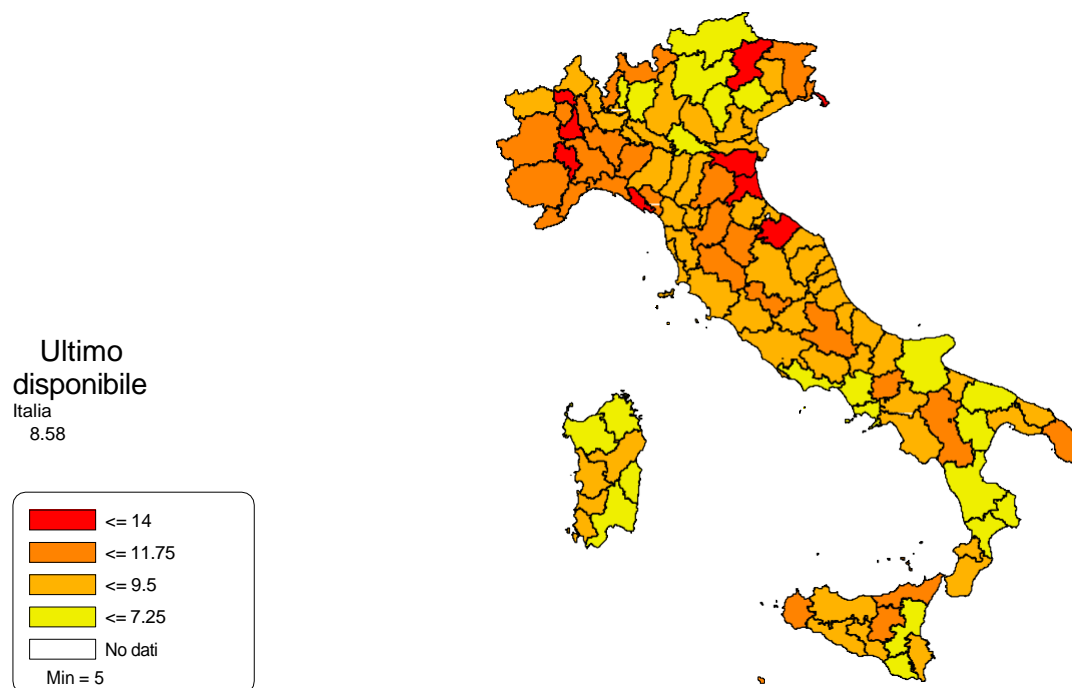 Ultimo
disponibile
Italia
8.58
<= 14
<= 11.75
<= 9.5
<= 7.25
No dati
Min = 5